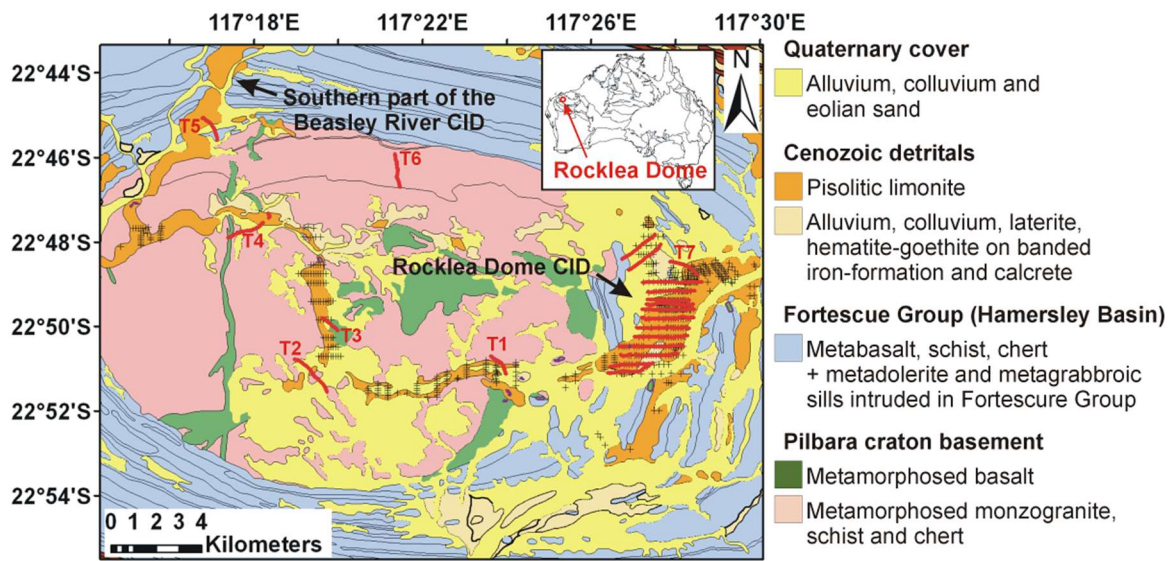 117°18'E
117°22'E
117°26'E
117°30'E
22°44'S
22°46'S
22°48'S
22°50'S
22°52'S
22°54'S
Southern part of the
Beasley River CID
T5
T6
T4
Rocklea Dome CID
T7
T3
T2
T1
N
Rocklea Dome
0 1 2 3 4
Kilometers
Quaternary cover
Alluvium, colluvium and
eolian sand
Cenozoic detritals
Pisolitic limonite
Alluvium, colluvium, laterite,
hematite-goethite on banded
iron-formation and calcrete
Fortescue Group (Hamersley Basin)
Metabasalt, schist, chert
+ metadolerite and metagrabbroic
sills intruded in Fortescure Group
Pilbara craton basement
Metamorphosed basalt
Metamorphosed monzogranite,
schist and chert